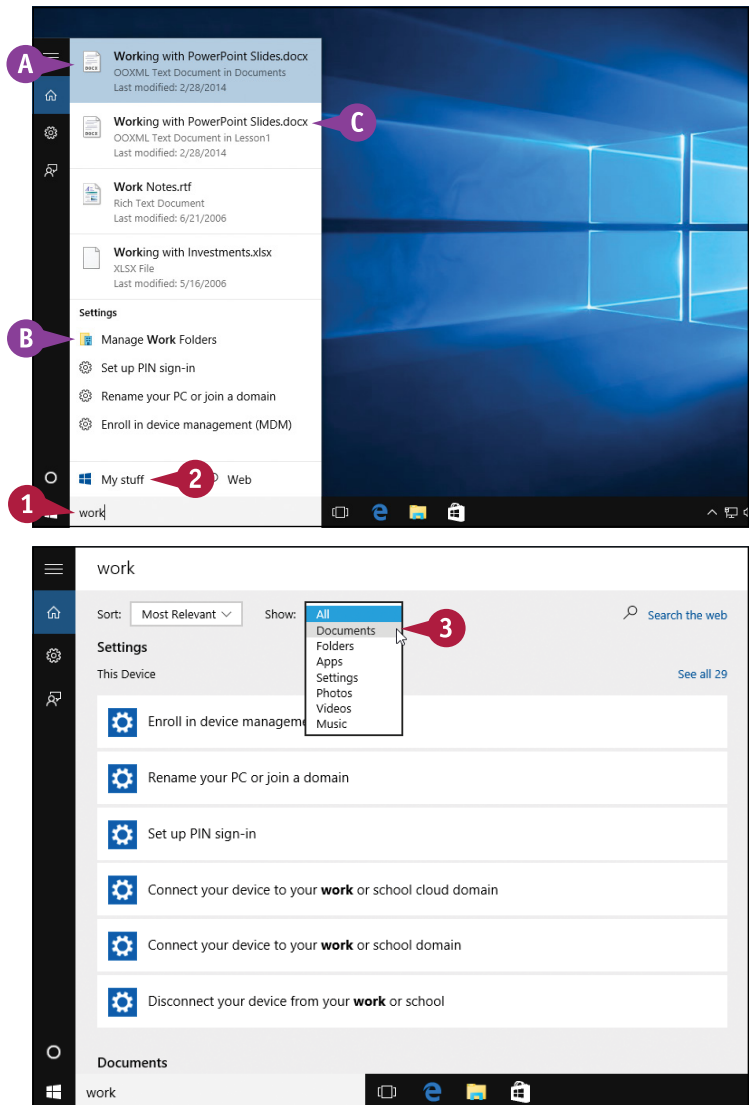 A
Working with PowerPoint Slides.docx
OOXML Text Document in Documents
Last modified: 2/28/2014
Working with PowerPoint Slides.docx
C
OOXML Text Document in Lesson1
Last modified: 2/28/2014
Work Notes.rtf
Rich Text Document
Last modified: 6/21/2006
Working with Investments.xlsx
XLSX File
Last modified: 5/16/2006
Settings
B
Manage Work Folders
Set up PIN sign-in
Rename your PC or join a domain
Enroll in device management (MDM)
My stuff
2
Web
1
work
work
Sort:
Most Relevant
Show:
All
Documents
Folders
Apps
Settings
Photos
Videos
Music
3
Search the web
Settings
This Device
See all 29
Enroll in device
Rename your PC or join a domain
Set up PIN sign-in
Connect your device to your work or school cloud domain
Connect your device to your work or school domain
Disconnect your device from your work or school
Documents
work